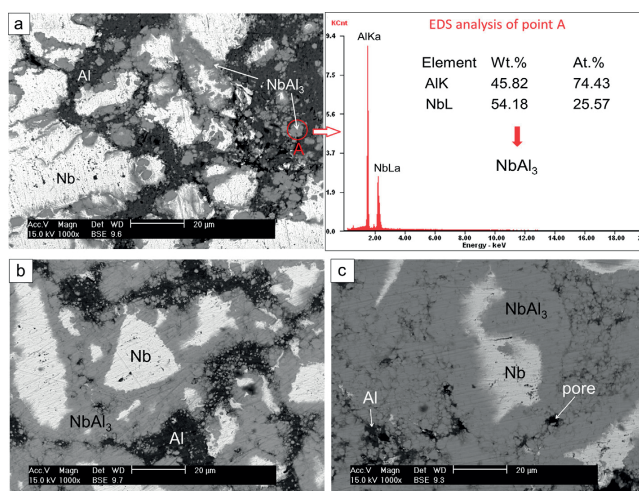 a
Al
NbAl₃
Nb
A
Acc.V Magn Det WD
15.0 kV 1000x BSE 9.6
20 µm
EDS analysis of point A
KCnt
AlKa
NbLa
9.4
7.5
5.6
2.9
1.9
0.0
2.00 4.00 6.00 8.00 10.00 12.00 14.00 16.00 18.00
Energy - keV
Element Wt.% At.%
AlK 45.82 74.43
NbL 54.18 25.57
NbAl₃
b
Nb
NbAl₃
Al
Acc.V Magn Det WD
15.0 kV 1000x BSE 9.7
20 µm
c
NbAl₃
Nb
Al
pore
Acc.V Magn Det WD
15.0 kV 1000x BSE 9.3
20 µm